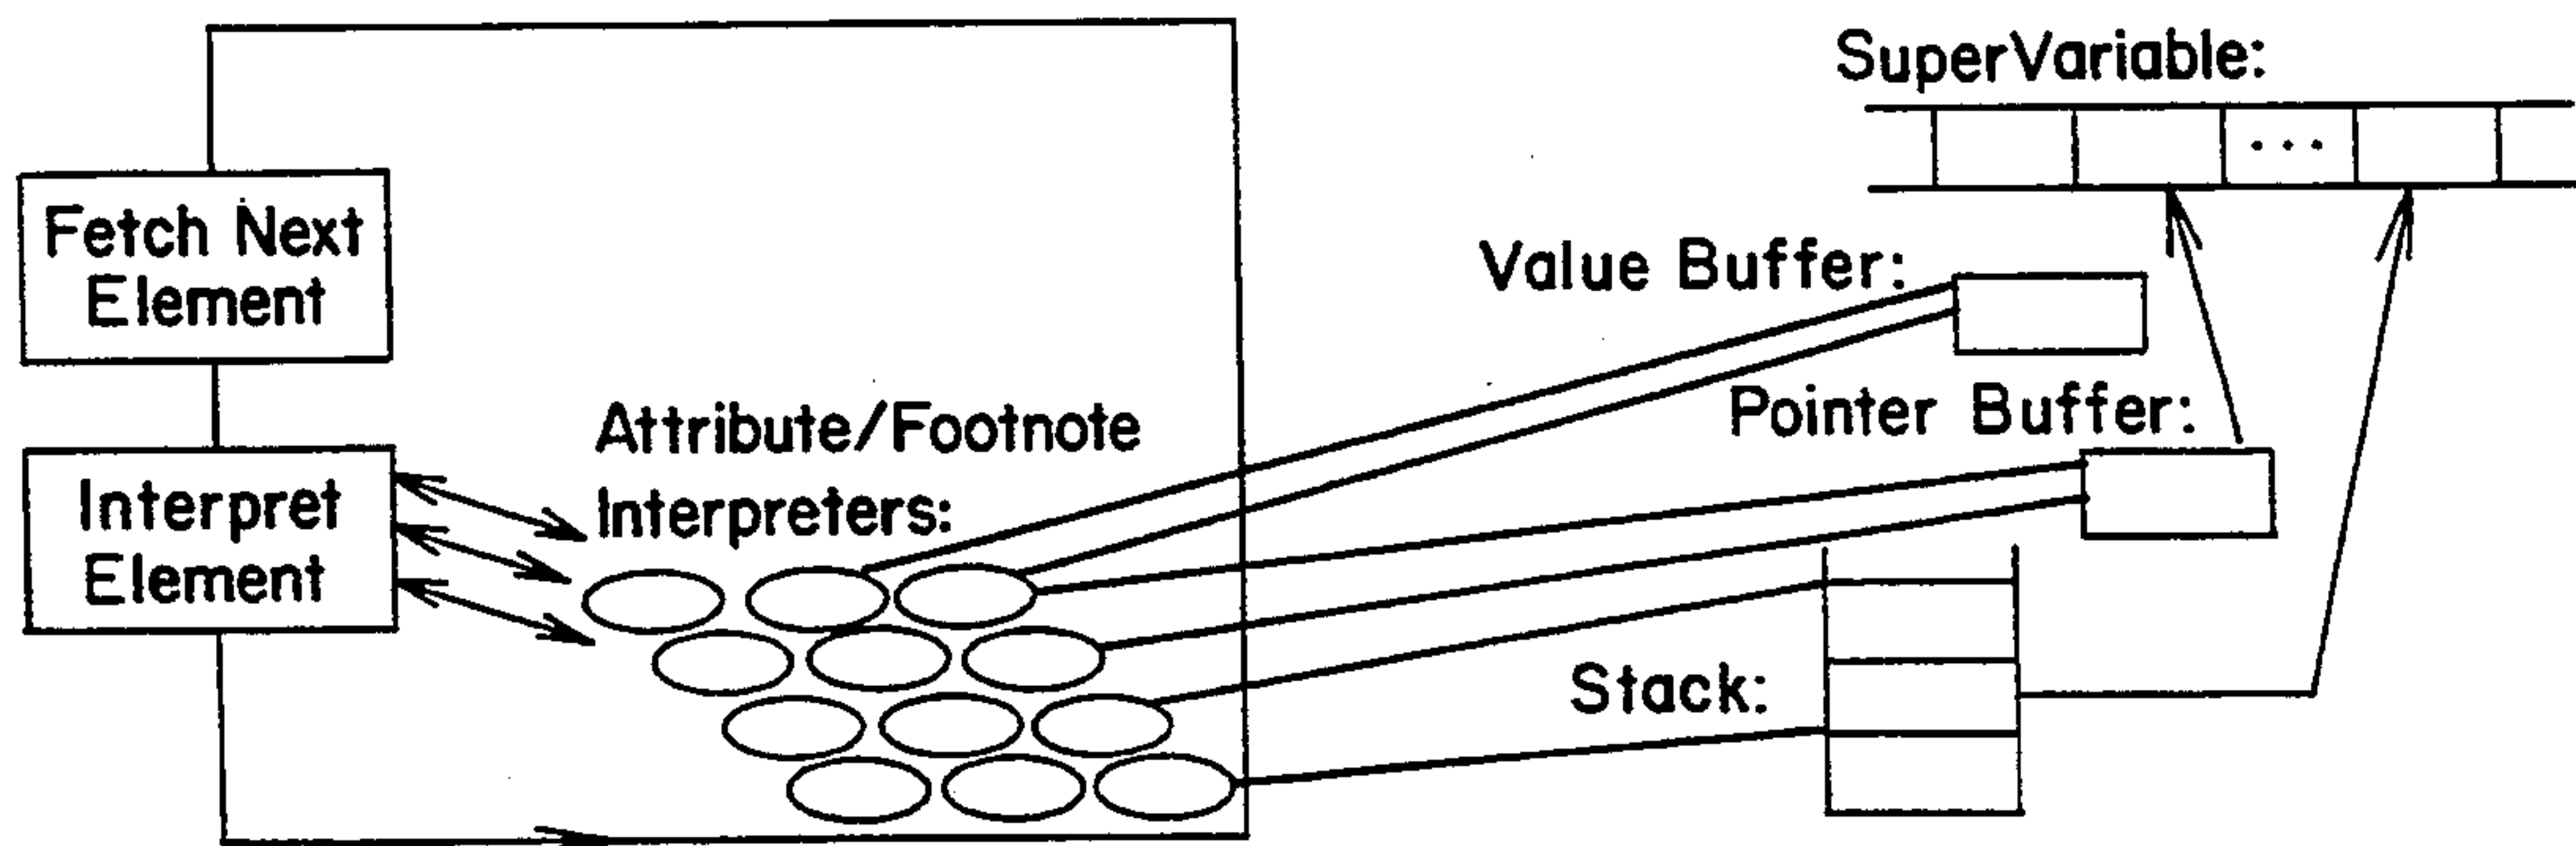 SuperVariable:
...
Fetch Next
Element
Value Buffer:
Pointer Buffer:
Attribute/Footnote
Interpreters:
Interpret
Element
Stack: